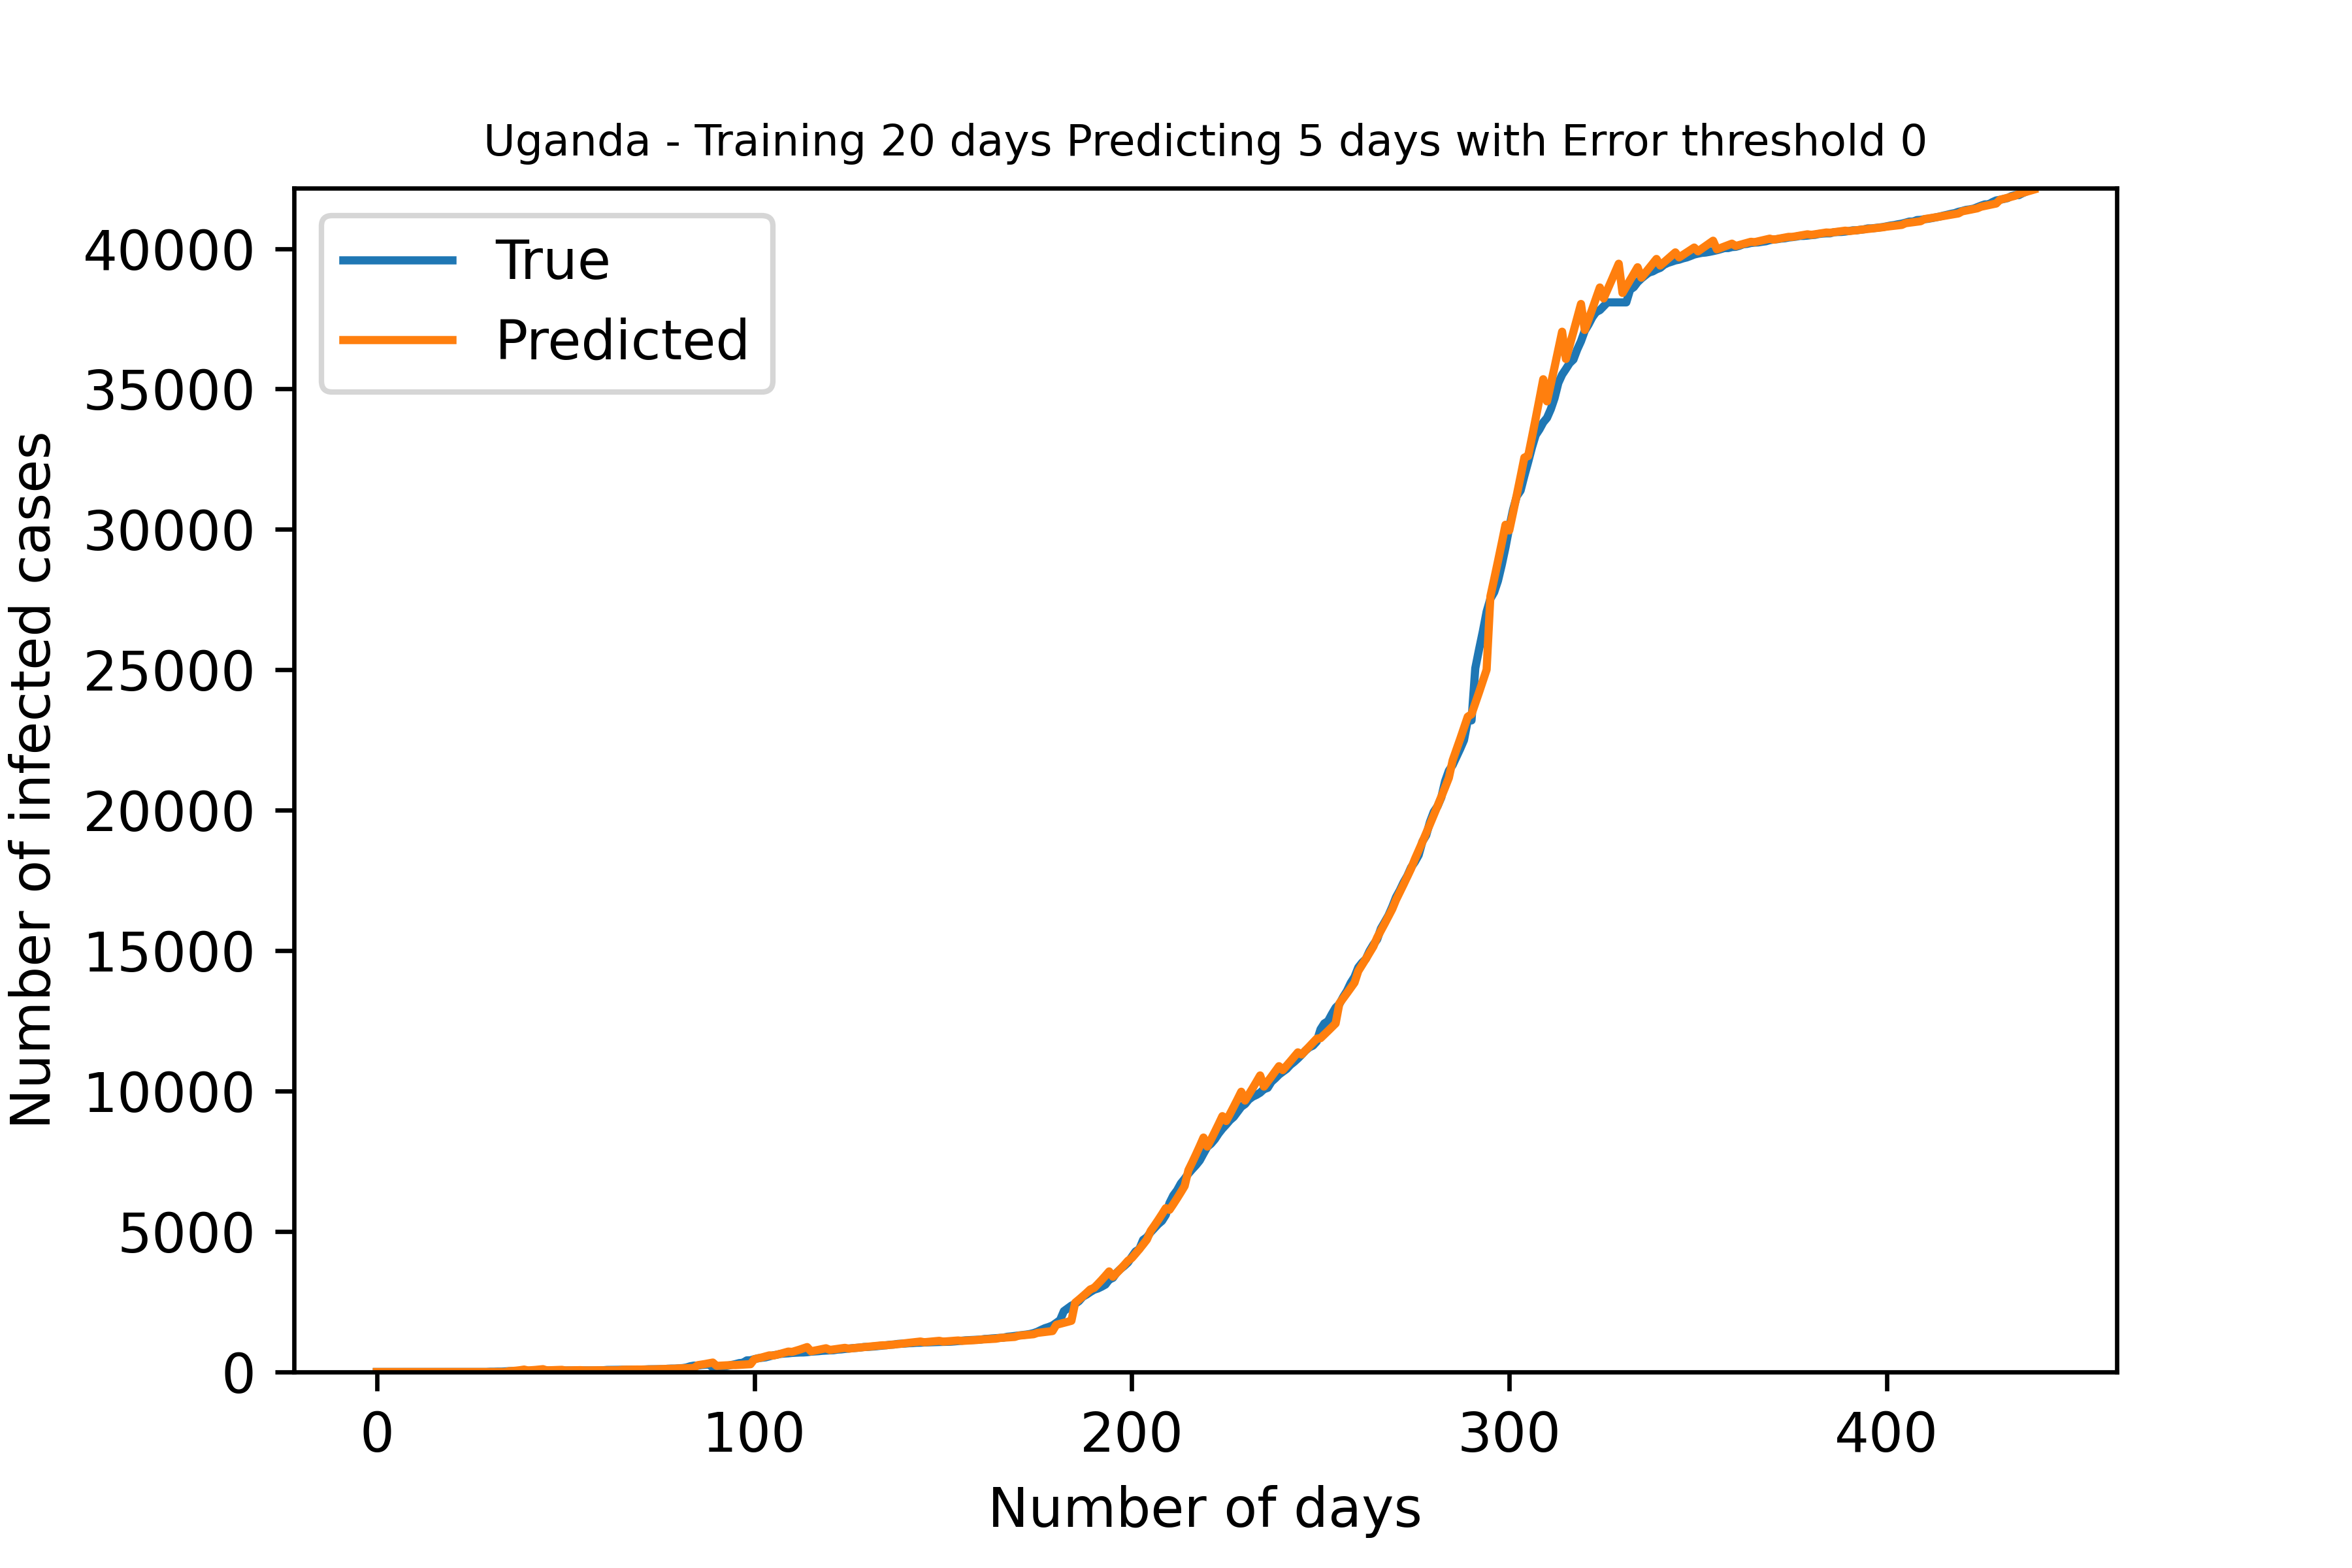 Uganda - Training 20 days Predicting 5 days with Error threshold 0
True
Predicted
40000
35000
30000
25000
20000
15000
10000
5000
0
Number of infected cases
0 100 200 300 400
Number of days